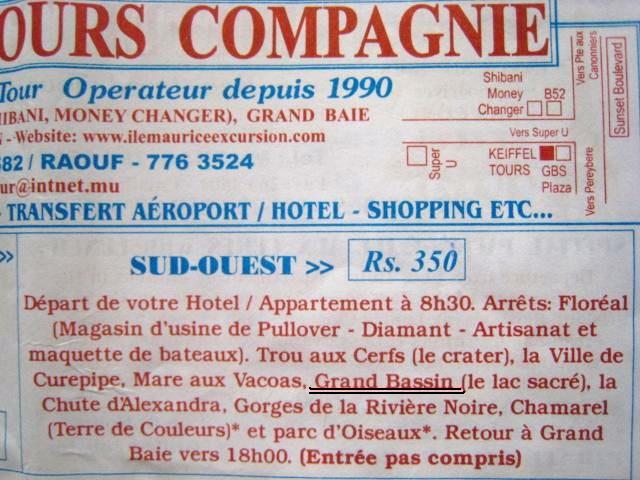 OURS COMPAGNIE
Tour Operateur depuis 1990
HIBANI, MONEY CHANGER), GRAND BAIE
- Website: www.ilemauriceexcursion.com
82 / RAOUF - 776 3524
ur@intnet.mu
- TRANSFERT AÉROPORT / HOTEL - SHOPPING ETC...
Shibani
Money B52
Changer
Vers Super U
Super U
KEIFFEL
TOURS GBS
Plaza
Vers Pte aux
Canonniers
Vers Pereybere
Sunset Boulevard
»
SUD-OUEST >> Rs. 350
Départ de votre Hotel / Appartement à 8h30. Arrêts: Floréal
(Magasin d'usine de Pullover - Diamant - Artisanat et
maquette de bateaux). Trou aux Cerfs (le crater), la Ville de
Curepipe, Mare aux Vacoas, Grand Bassin (le lac sacré), la
Chute d'Alexandra, Gorges de la Rivière Noire, Chamarel
(Terre de Couleurs)* et parc d'Oiseaux*. Retour à Grand
Baie vers 18h00. (Entrée pas compris)